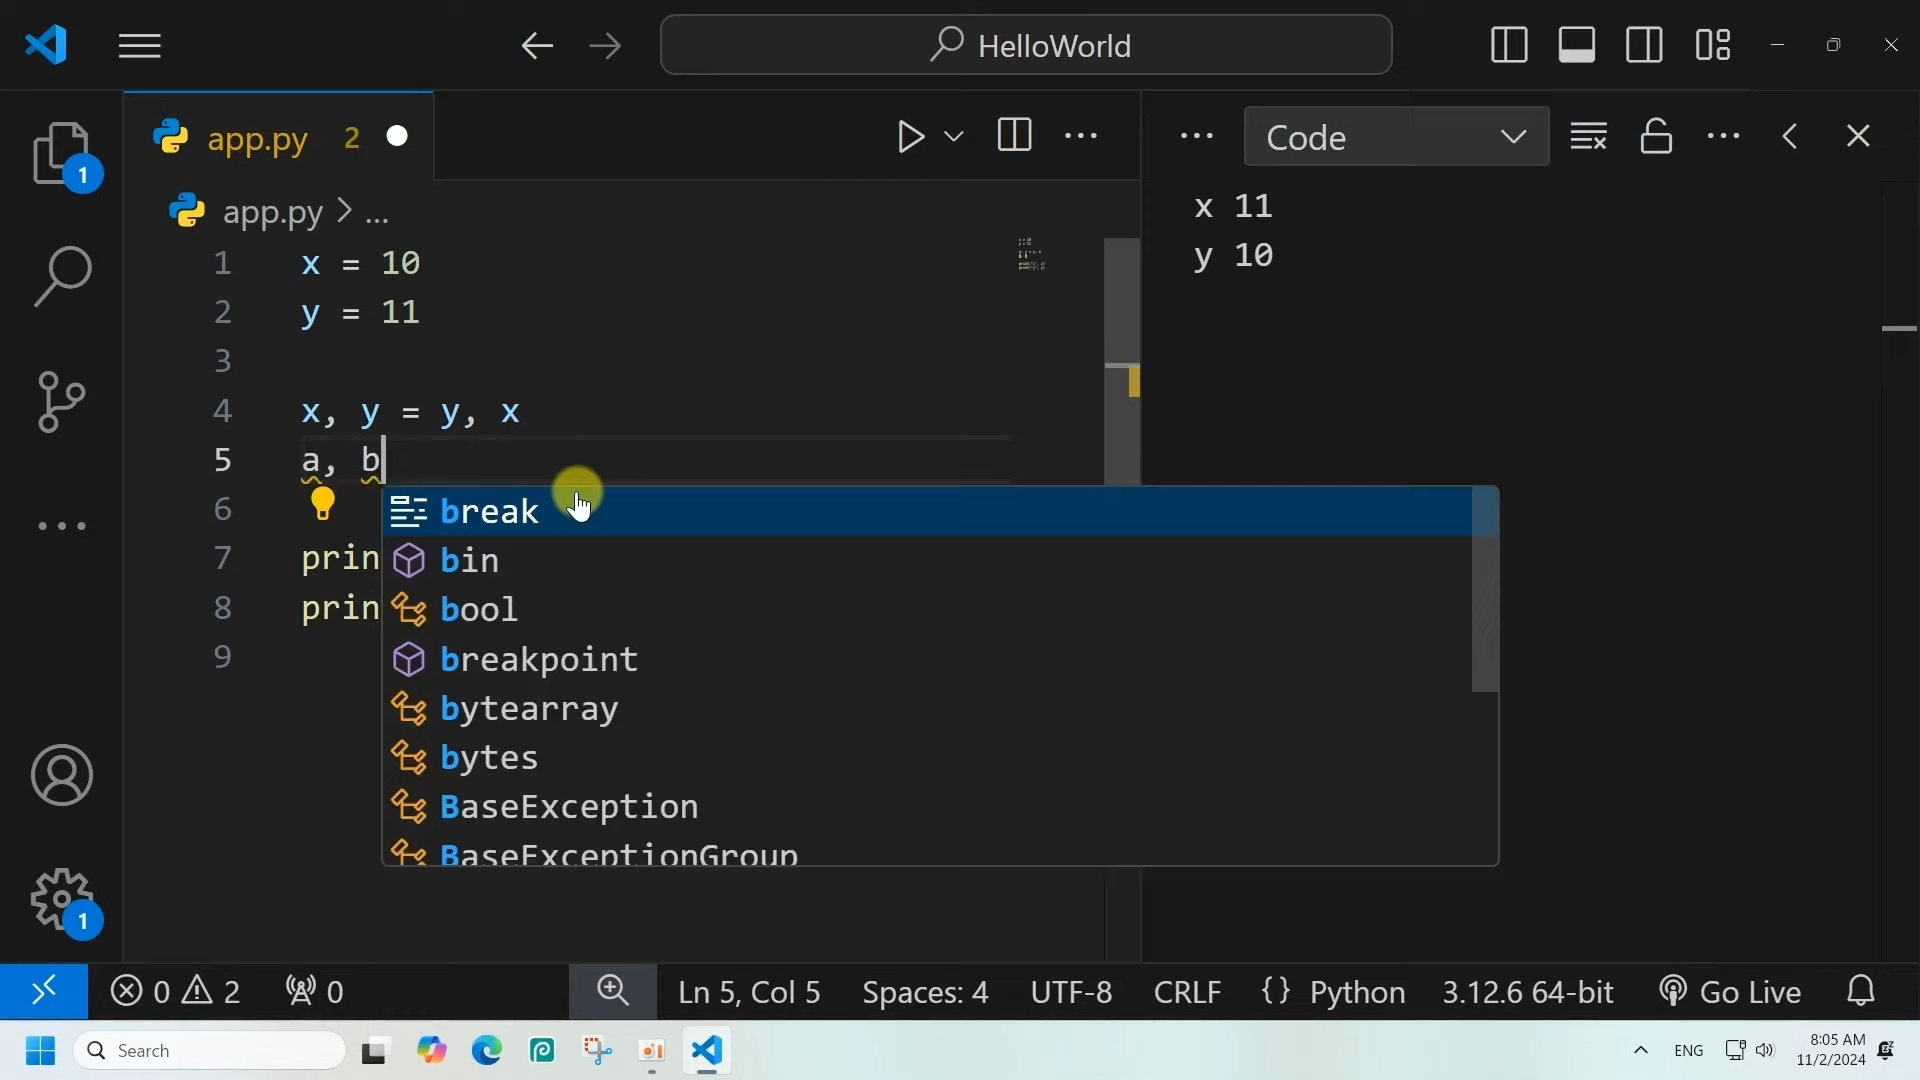 HelloWorld
app.py 2
app.py > ...
1 x = 10
2 y = 11
3
4 x, y = y, x
5 a, b
6
7 prin
8 prin
9
break
bin
bool
breakpoint
bytearray
bytes
BaseException
BaseExceptionGroup
Code
x 11
y 10
1
1
0 2 0 Ln 5, Col 5 Spaces: 4 UTF-8 CRLF {} Python 3.12.6 64-bit Go Live
Search
ENG
8:05 AM
11/2/2024